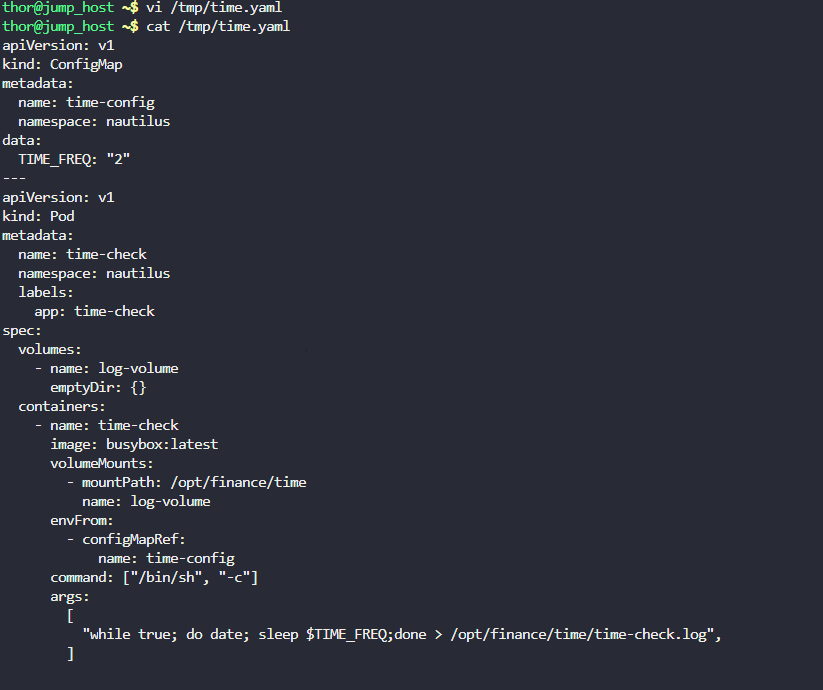 thor@jump_host ~$ vi /tmp/time.yaml
thor@jump_host ~$ cat /tmp/time.yaml
apiVersion: v1
kind: ConfigMap
metadata:
  name: time-config
  namespace: nautilus
data:
  TIME_FREQ: "2"
---
apiVersion: v1
kind: Pod
metadata:
  name: time-check
  namespace: nautilus
  labels:
    app: time-check
spec:
  volumes:
    - name: log-volume
      emptyDir: {}
  containers:
    - name: time-check
      image: busybox:latest
      volumeMounts:
        - mountPath: /opt/finance/time
          name: log-volume
      envFrom:
        - configMapRef:
            name: time-config
      command: ["/bin/sh", "-c"]
      args:
        [
          "while true; do date; sleep $TIME_FREQ;done > /opt/finance/time/time-check.log",
        ]